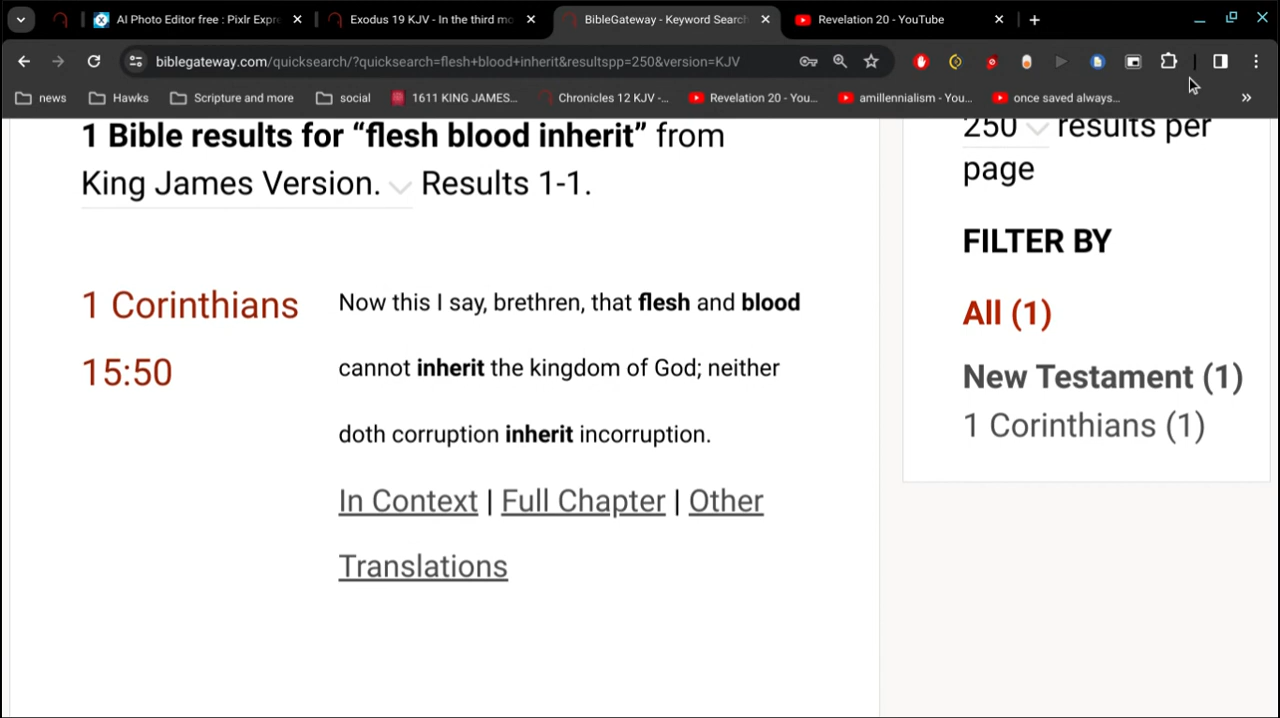 AI Photo Editor free : Pixlr Expre
Exodus 19 KJV - In the third mo
BibleGateway - Keyword Search
Revelation 20 - YouTube
biblegateway.com/quicksearch/?quicksearch=flesh+blood+inherit&resultspp=250&version=KJV
news
Hawks
Scripture and more
social
1611 KING JAMES...
Chronicles 12 KJV -...
Revelation 20 - You...
amillennialism - You...
once saved always...
1 Bible results for “flesh blood inherit” from
King James Version. Results 1-1.
1 Corinthians
15:50
Now this I say, brethren, that flesh and blood
cannot inherit the kingdom of God; neither
doth corruption inherit incorruption.
In Context | Full Chapter | Other
Translations
250 results per
page
FILTER BY
All (1)
New Testament (1)
1 Corinthians (1)